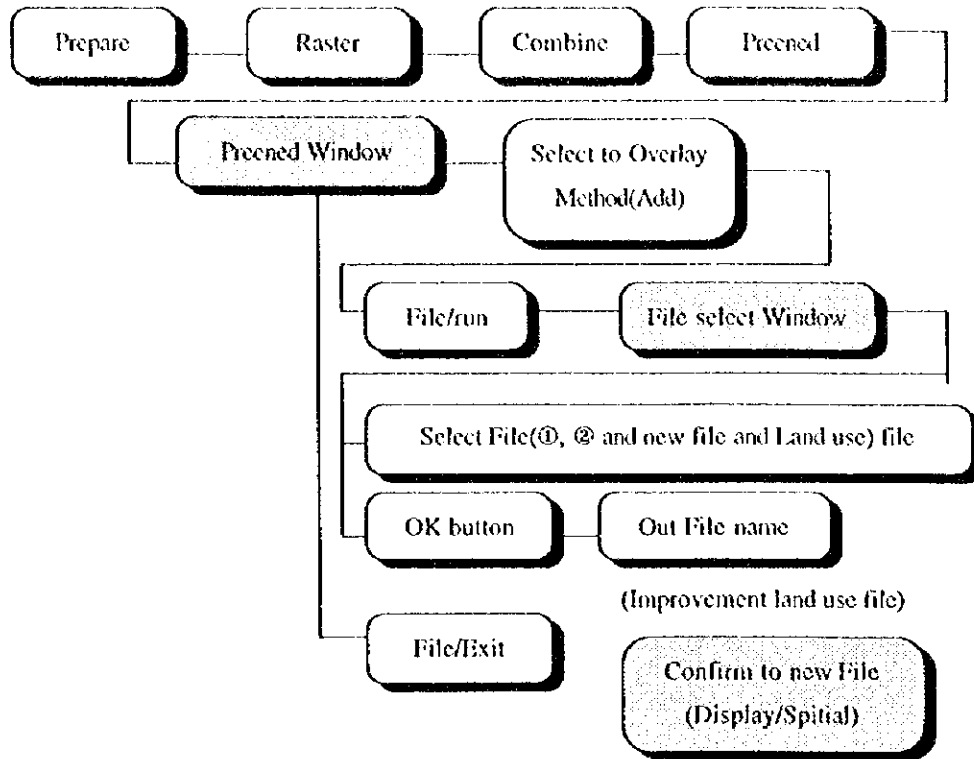 Prepare
Raster
Combine
Preened
Preened Window
Select to Overlay
Method(Add)
File/run
File select Window
Select File(①, ② and new file and Land use) file
OK button
Out File name
(Improvement land use file)
File/Exit
Confirm to new File
(Display/Spitial)